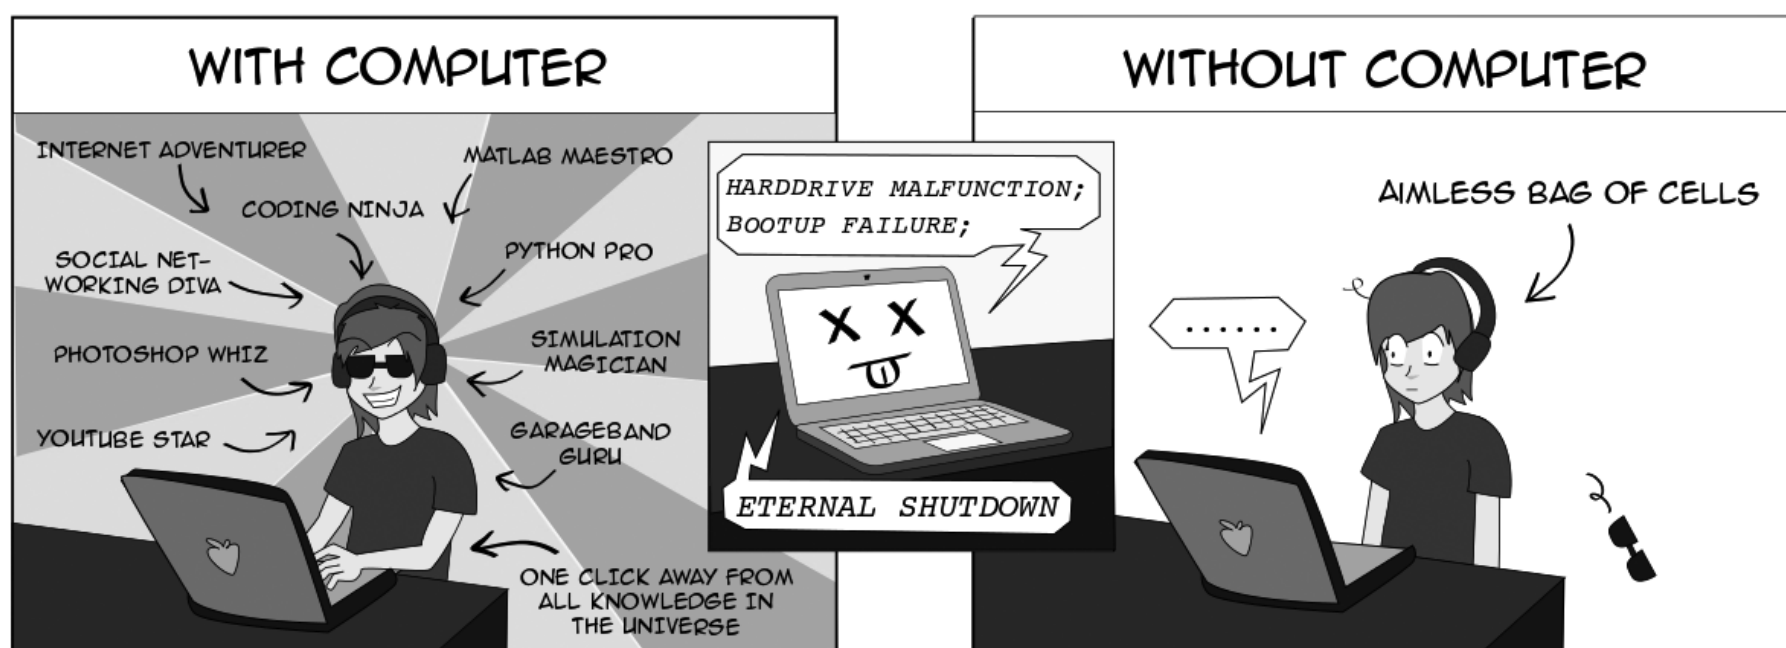 WITH COMPUTER
INTERNET ADVENTURER
MATLAB MAESTRO
CODING NINJA
SOCIAL NET-
WORKING DIVA
PYTHON PRO
PHOTOSHOP WHIZ
SIMULATION
MAGICIAN
YOUTUBE STAR
GARAGEBAND
GURU
ONE CLICK AWAY FROM
ALL KNOWLEDGE IN
THE UNIVERSE
HARDDRIVE MALFUNCTION;
BOOTUP FAILURE;
X X
ETERNAL SHUTDOWN
WITHOUT COMPUTER
AIMLESS BAG OF CELLS
......